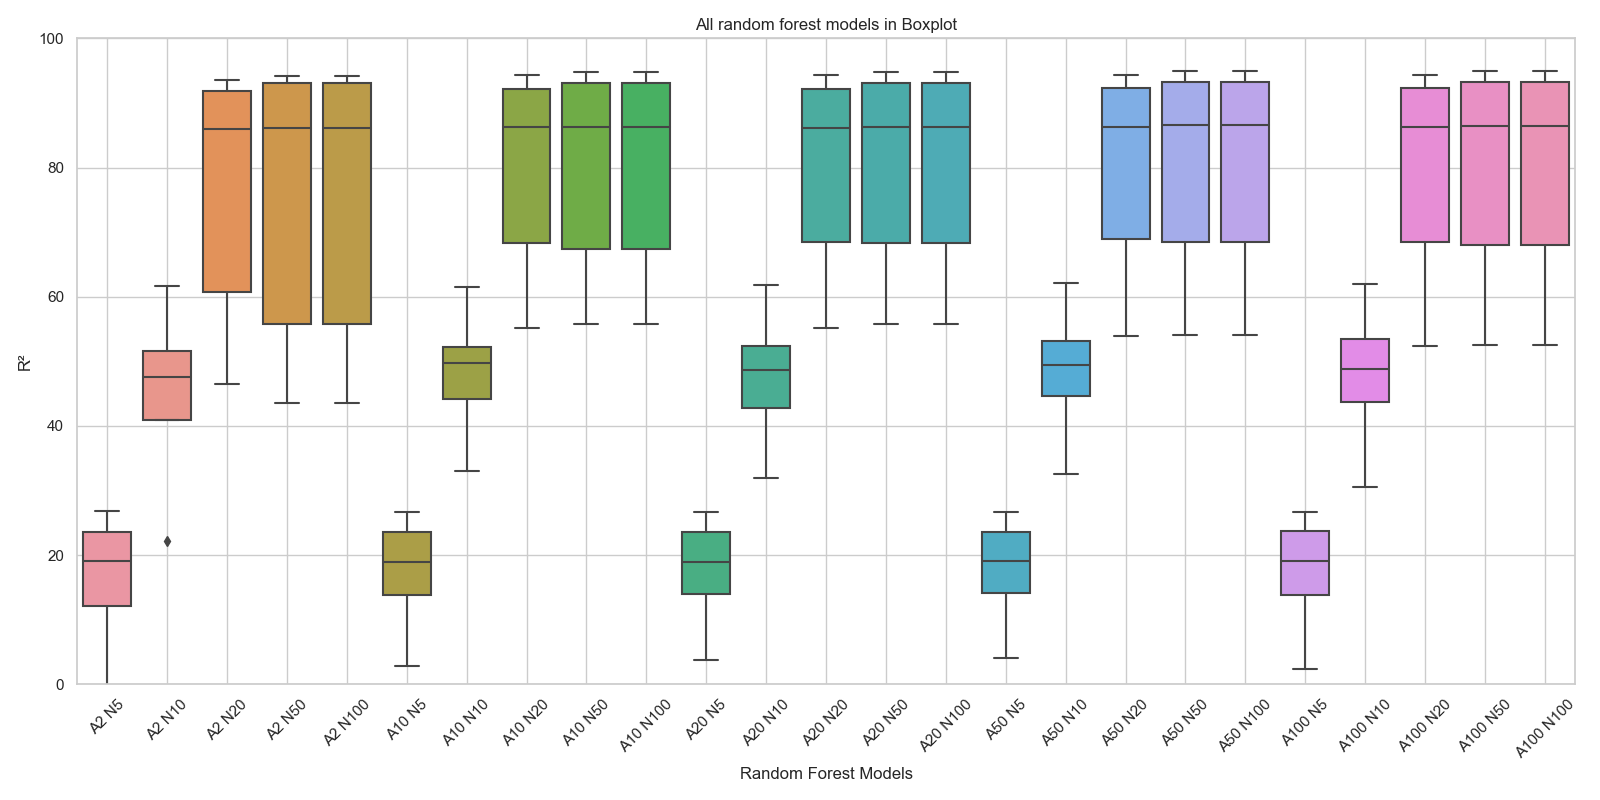 All random forest models in Boxplot
100
80
60
40
20
0
R²
A2 N5
A2 N10
A2 N20
A2 N50
A2 N100
A10 N5
A10 N10
A10 N20
A10 N50
A10 N100
A20 N5
A20 N10
A20 N20
A20 N50
A20 N100
A50 N5
A50 N10
A50 N20
A50 N50
A50 N100
A100 N5
A100 N10
A100 N20
A100 N50
A100 N100
Random Forest Models